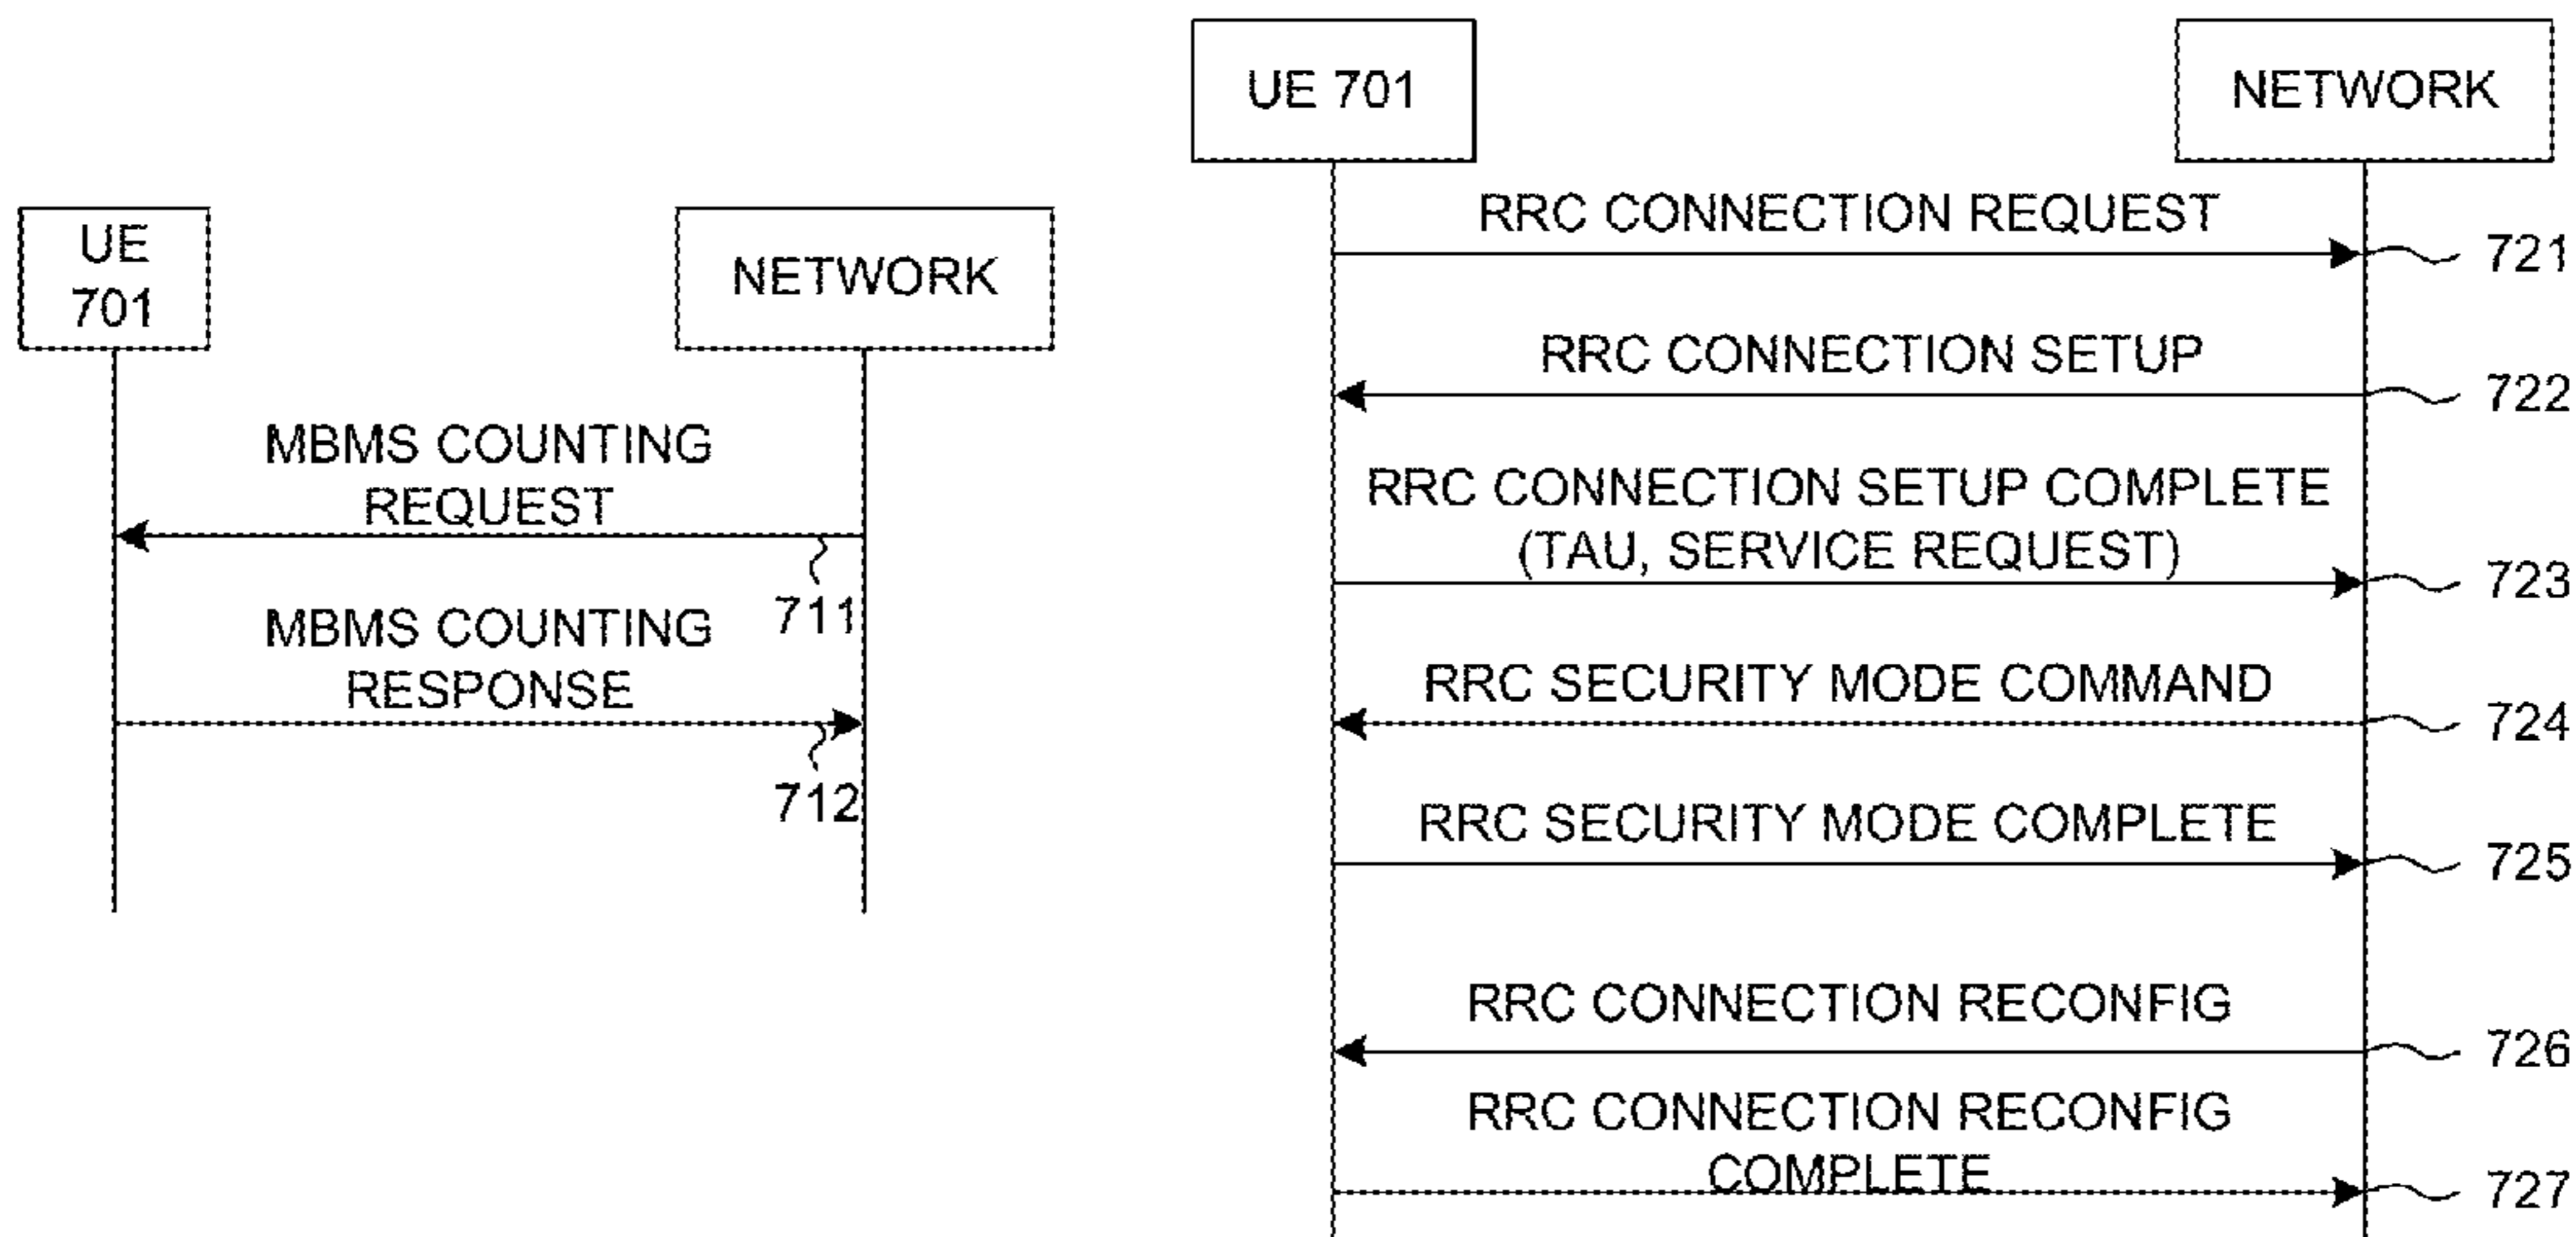 UE
701
NETWORK
MBMS COUNTING
REQUEST
711
MBMS COUNTING
RESPONSE
712
UE 701
NETWORK
RRC CONNECTION REQUEST
721
RRC CONNECTION SETUP
722
RRC CONNECTION SETUP COMPLETE
(TAU, SERVICE REQUEST)
723
RRC SECURITY MODE COMMAND
724
RRC SECURITY MODE COMPLETE
725
RRC CONNECTION RECONFIG
726
RRC CONNECTION RECONFIG
COMPLETE
727